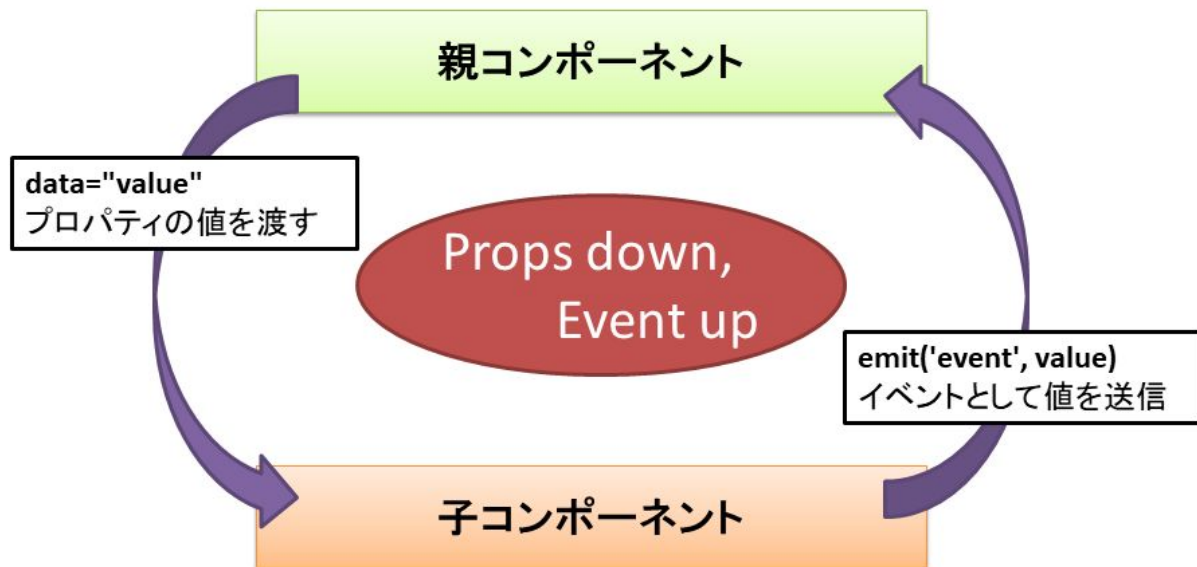 親コンポーネント
data="value"
プロパティの値を渡す
Props down,
Event up
emit('event', value)
イベントとして値を送信
子コンポーネント